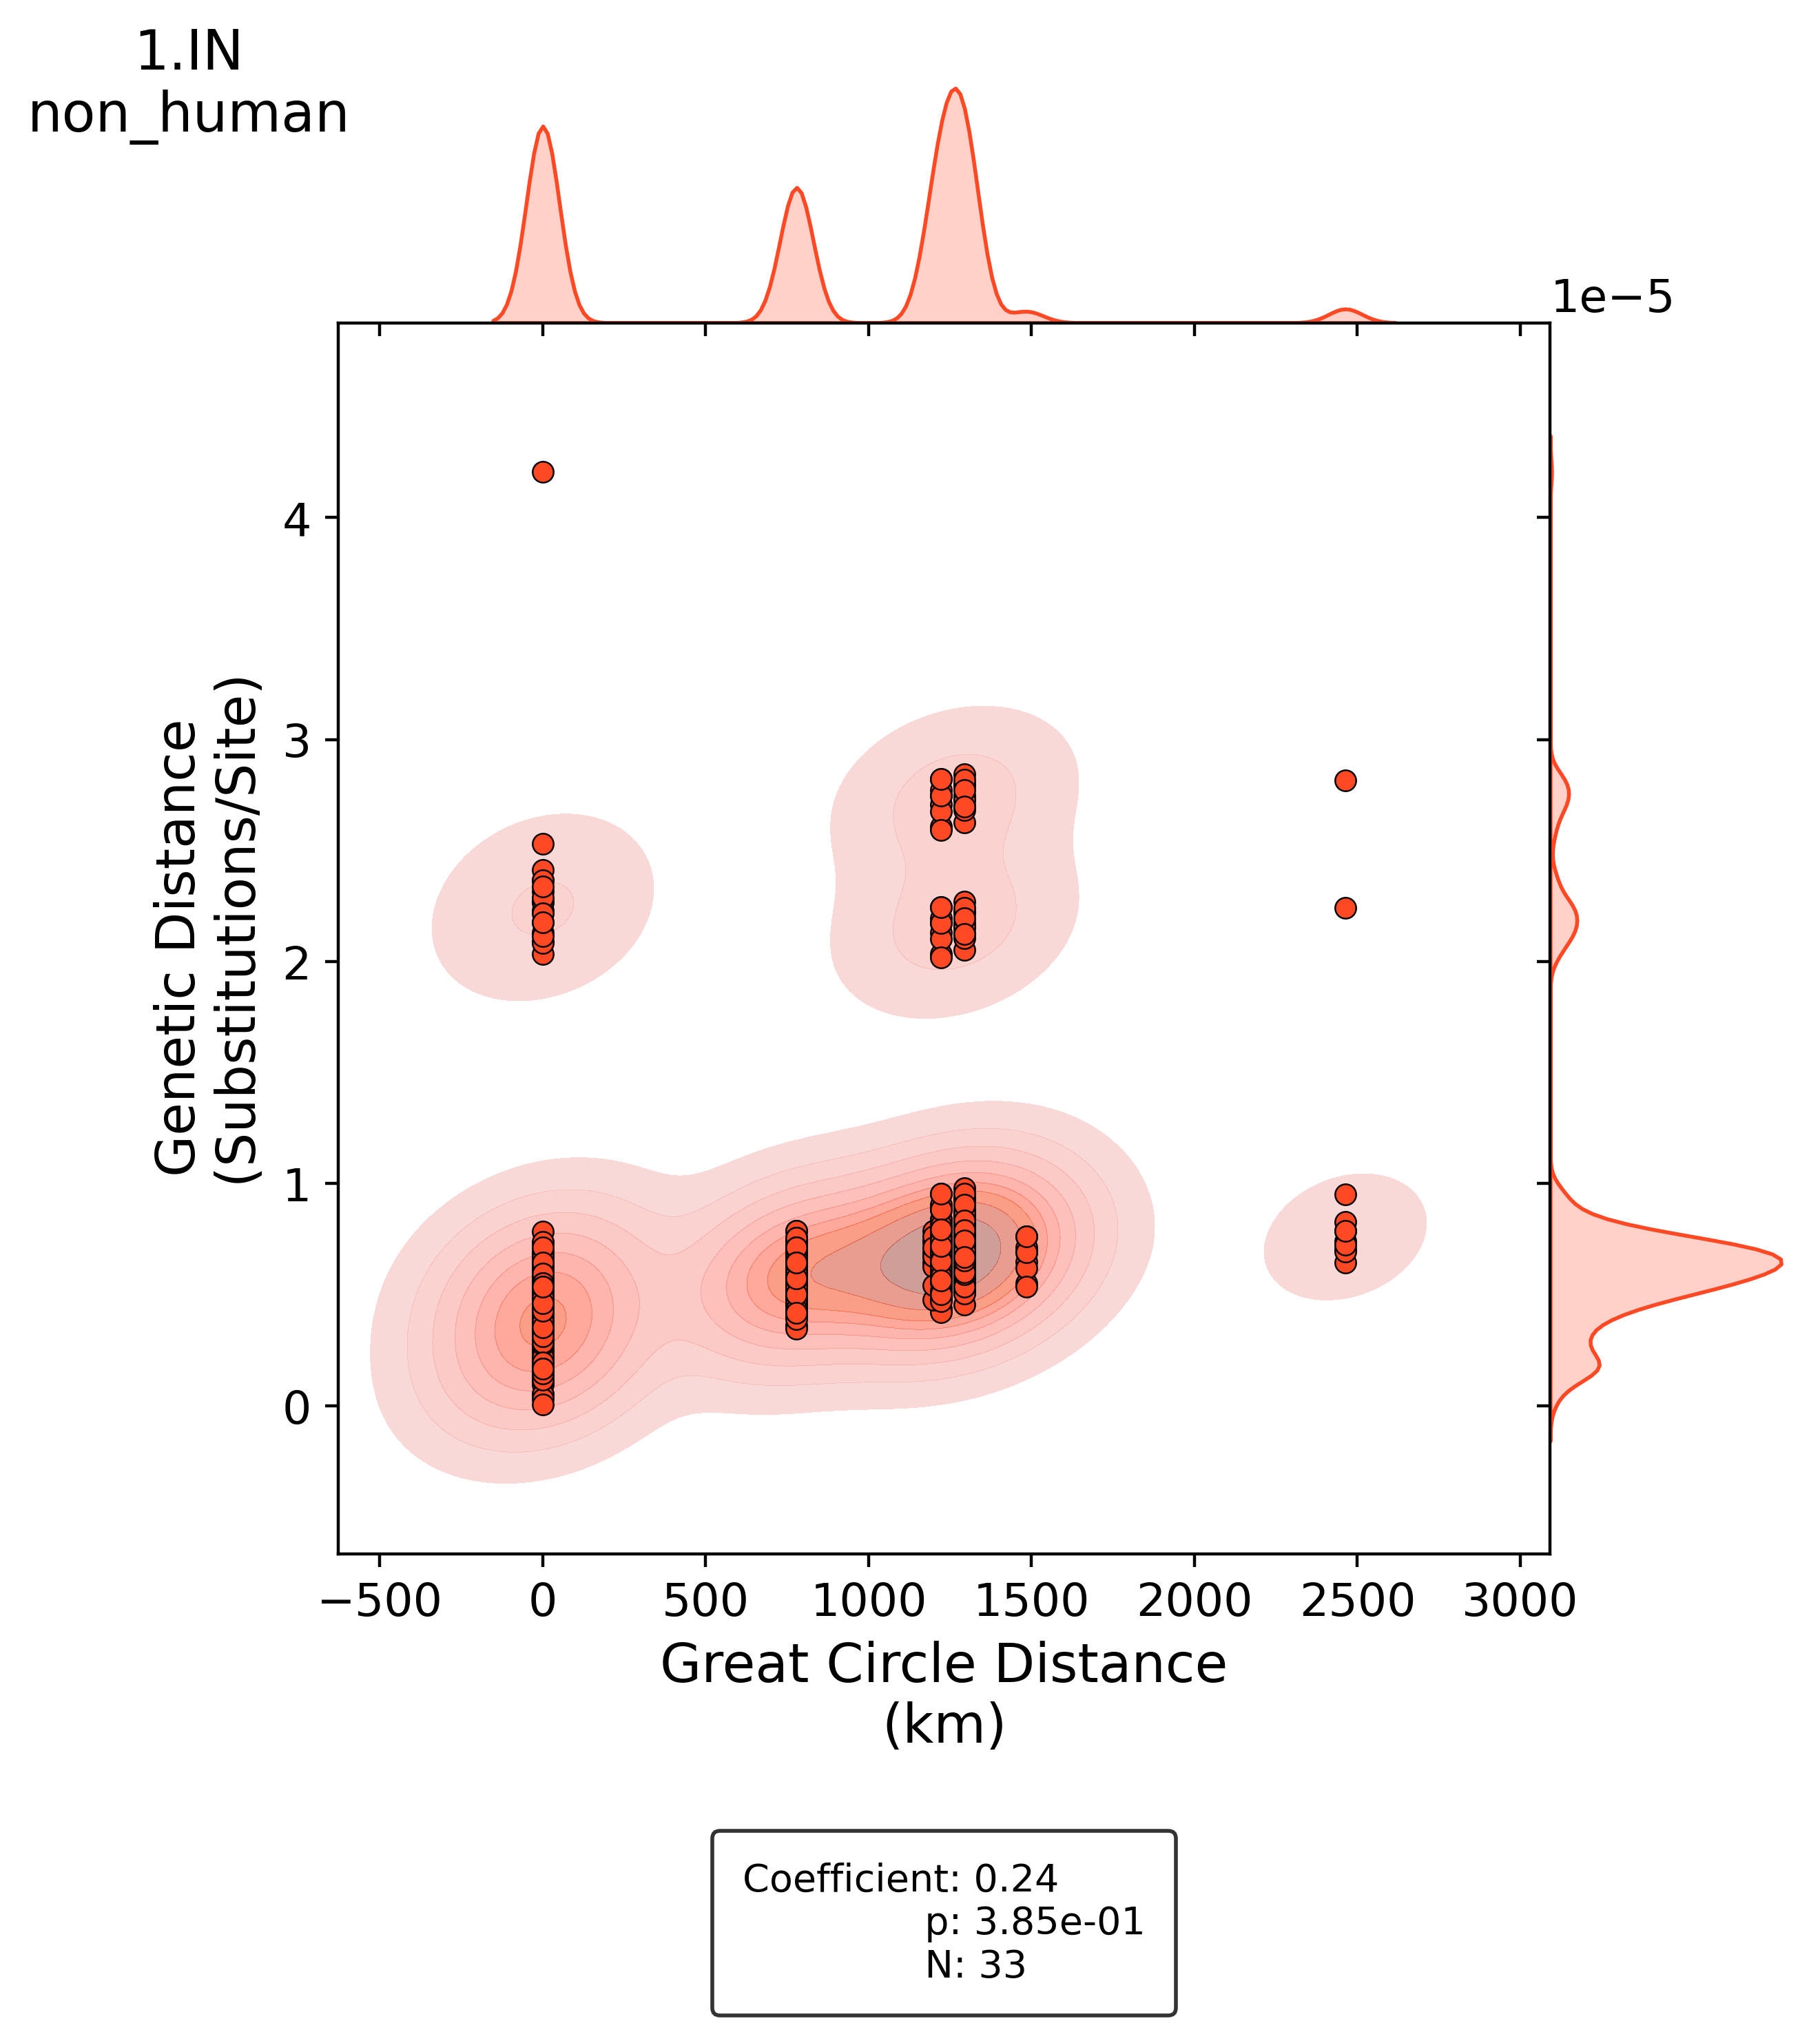 1.IN
non_human
1e−5
4
3
2
1
0
Genetic Distance
(Substitutions/Site)
−500 0 500 1000 1500 2000 2500 3000
Great Circle Distance
(km)
Coefficient: 0.24
p: 3.85e-01
N: 33